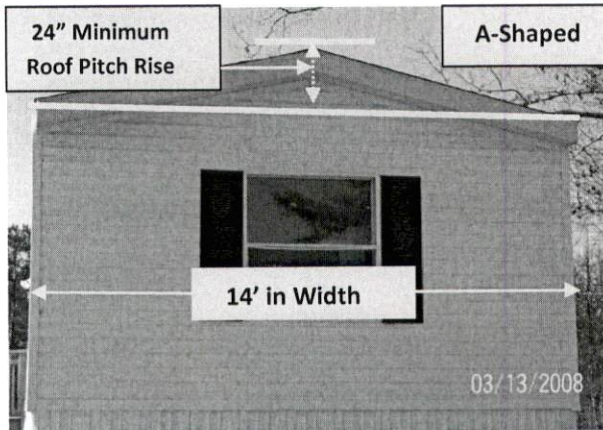 24” Minimum
Roof Pitch Rise
A-Shaped
14’ in Width
03/13/2008